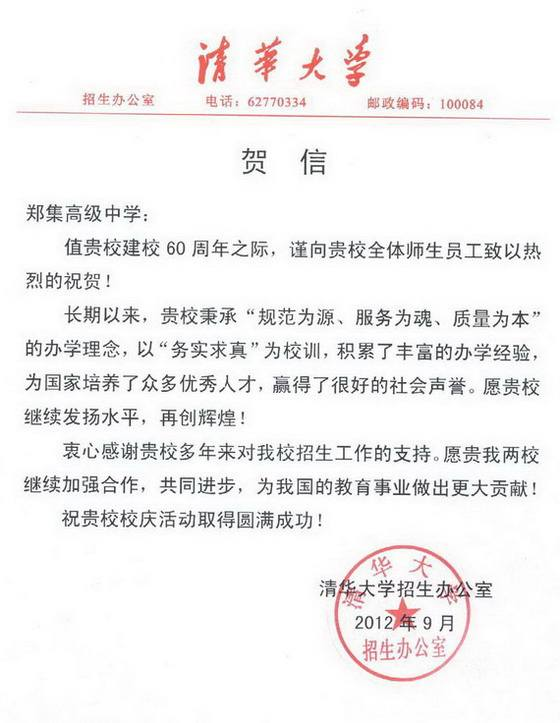 清华大学
招生办公室 电话：62770334 邮政编码：100084
贺 信
郑集高级中学：
值贵校建校 60 周年之际，谨向贵校全体师生员工致以热
烈的祝贺！
长期以来，贵校秉承“规范为源、服务为魂、质量为本”
的办学理念，以“务实求真”为校训，积累了丰富的办学经验，
为国家培养了众多优秀人才，赢得了很好的社会声誉。愿贵校
继续发扬水平，再创辉煌！
衷心感谢贵校多年来对我校招生工作的支持。愿贵我两校
继续加强合作，共同进步，为我国的教育事业做出更大贡献！
祝贵校校庆活动取得圆满成功！
清华大学
清华大学招生办公室
2012 年 9 月
招生办公室